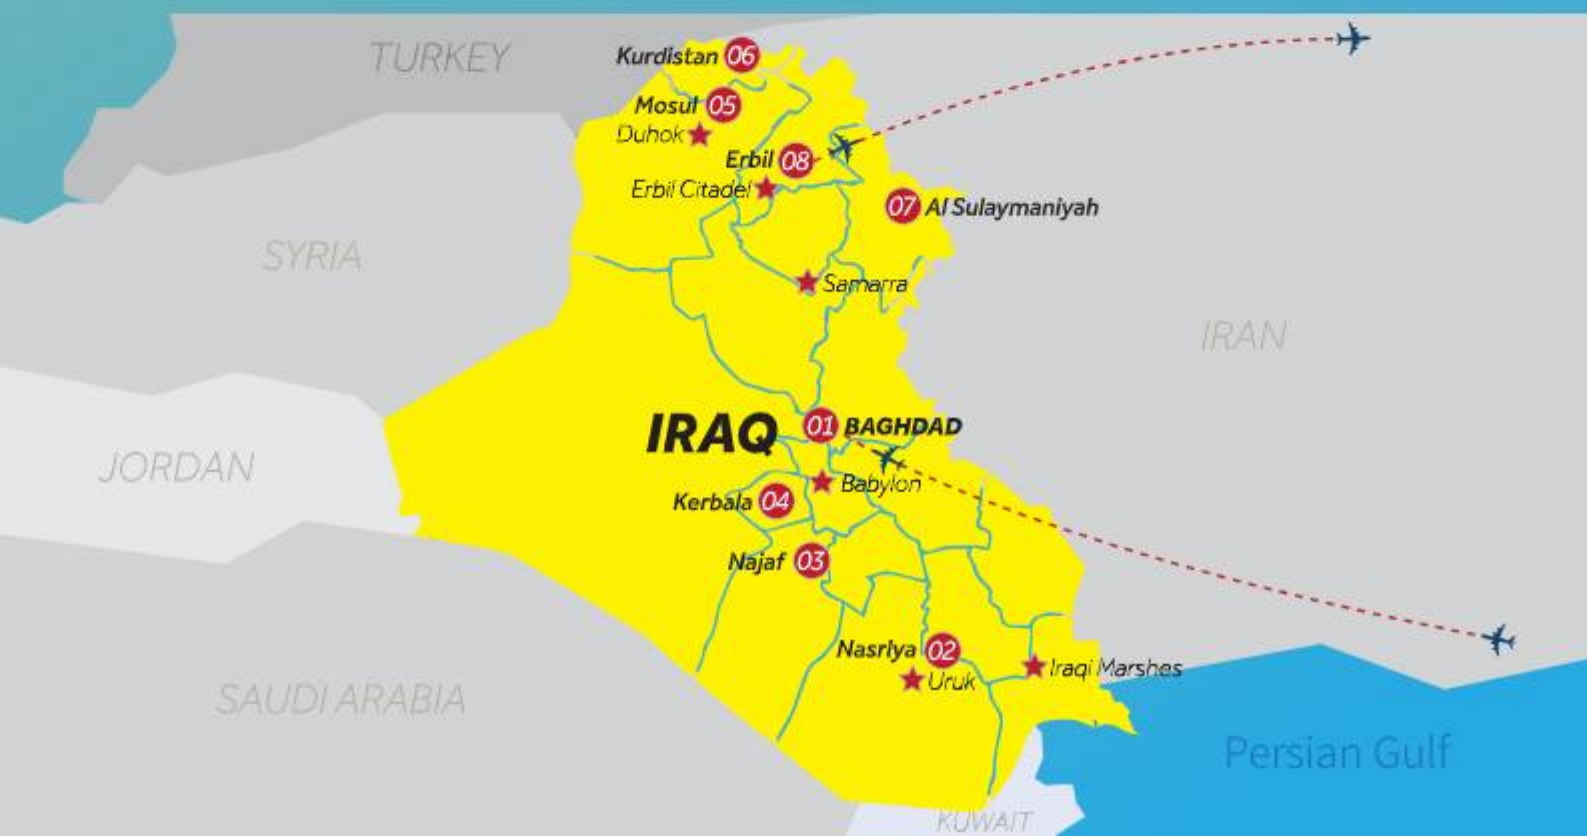 TURKEY
Kurdistan 06
Mosul 05
Duhok
Erbil 08
Erbil Citadel
07 Al Sulaymaniyah
SYRIA
Samarra
IRAN
IRAQ
01 BAGHDAD
JORDAN
Babylon
Kerbala 04
Najaf 03
Nasrlya 02
Iraqi Marshes
Uruk
SAUDI ARABIA
Persian Gulf
KUWAIT